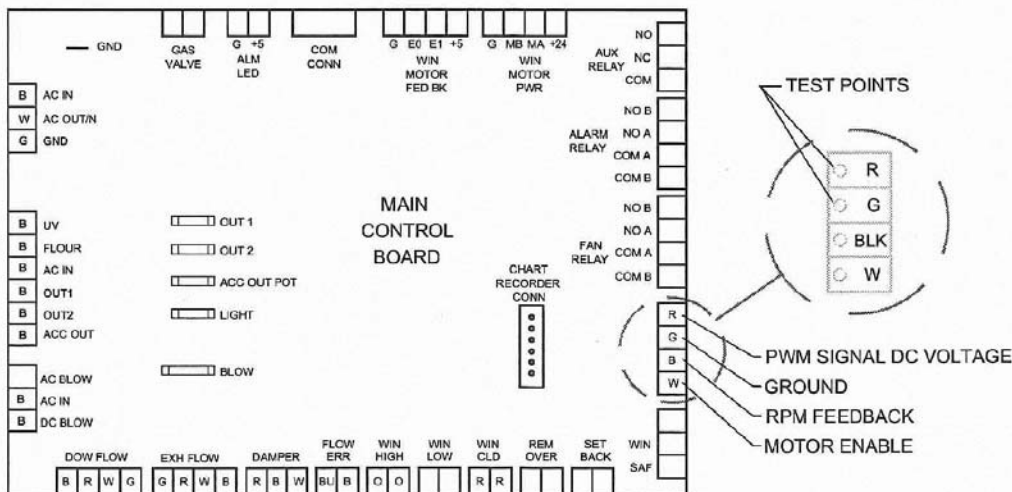 GND
GAS
VALVE
G +5
ALM
LED
COM
CONN
G E0 E1 +5
WIN
MOTOR
FED BK
G MB MA +24
WIN
MOTOR
PWR
NO
AUX
RELAY
NC
COM
B AC IN
W AC OUT/N
G GND
NO B
ALARM
RELAY
NO A
COM A
COM B
NO B
FAN
RELAY
NO A
COM A
COM B
MAIN
CONTROL
BOARD
B UV
B FLOUR
B AC IN
B OUT1
B OUT2
B ACC OUT
OUT 1
OUT 2
ACC OUT POT
LIGHT
BLOW
AC BLOW
B AC IN
B DC BLOW
CHART
RECORDER
CONN
R
G
B
W
WIN
SAF
TEST POINTS
R
G
BLK
W
PWM SIGNAL DC VOLTAGE
GROUND
RPM FEEDBACK
MOTOR ENABLE
DOW FLOW
B R W G
EXH FLOW
G R W B
DAMPER
R B W
FLOW
ERR
BU B
WIN
HIGH
O O
WIN
LOW
WIN
CLD
R R
REM
OVER
SET
BACK